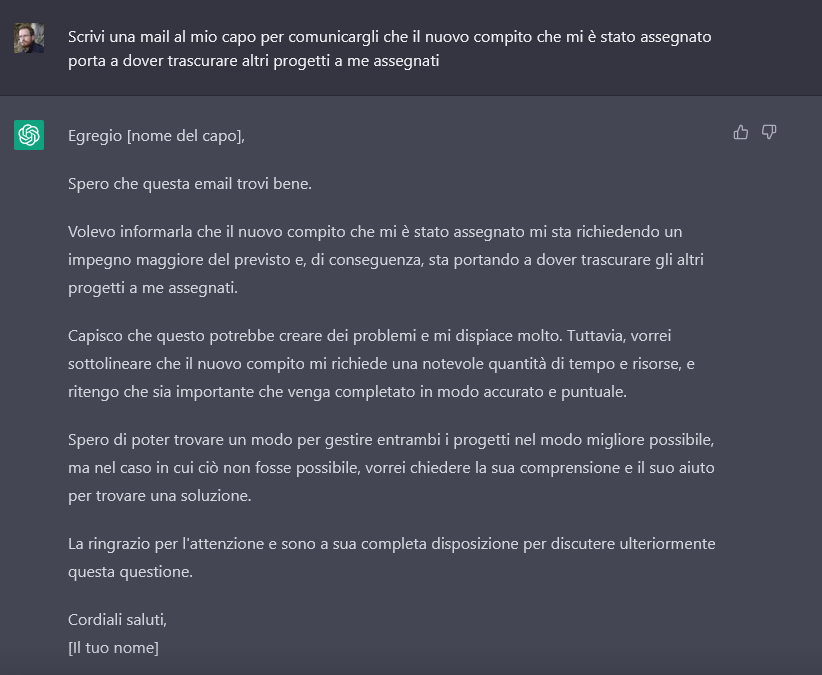 Scrivi una mail al mio capo per comunicargli che il nuovo compito che mi è stato assegnato
porta a dover trascurare altri progetti a me assegnati
Egregio [nome del capo],
Spero che questa email trovi bene.
Volevo informarla che il nuovo compito che mi è stato assegnato mi sta richiedendo un
impegno maggiore del previsto e, di conseguenza, sta portando a dover trascurare gli altri
progetti a me assegnati.
Capisco che questo potrebbe creare dei problemi e mi dispiace molto. Tuttavia, vorrei
sottolineare che il nuovo compito mi richiede una notevole quantità di tempo e risorse, e
ritengo che sia importante che venga completato in modo accurato e puntuale.
Spero di poter trovare un modo per gestire entrambi i progetti nel modo migliore possibile,
ma nel caso in cui ciò non fosse possibile, vorrei chiedere la sua comprensione e il suo aiuto
per trovare una soluzione.
La ringrazio per l'attenzione e sono a sua completa disposizione per discutere ulteriormente
questa questione.
Cordiali saluti,
[Il tuo nome]